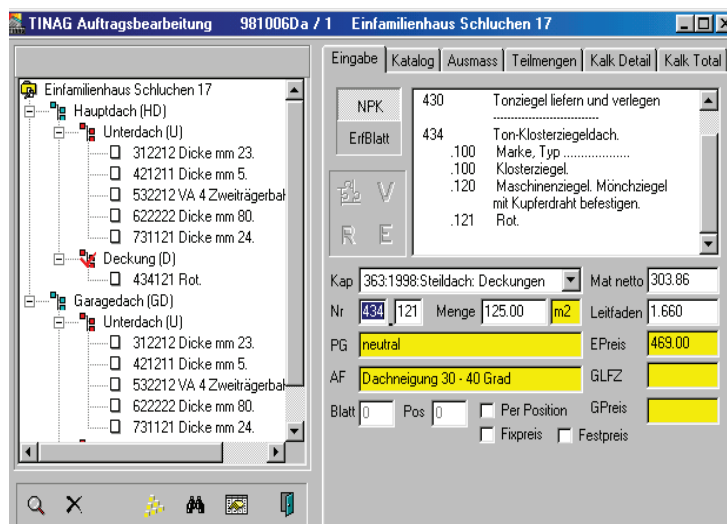 TINAG Auftragsbearbeitung 981006Da / 1 Einfamilienhaus Schluchen 17
Einfamilienhaus Schluchen 17
Hauptdach (HD)
Unterdach (U)
312212 Dicke mm 23.
421211 Dicke mm 5.
532212 VA 4 Zweiträgerbah
622222 Dicke mm 80.
731121 Dicke mm 24.
Deckung (D)
434121 Rot.
Garagedach (GD)
Unterdach (U)
312212 Dicke mm 23.
421211 Dicke mm 5.
532212 VA 4 Zweiträgerbah
622222 Dicke mm 80.
731121 Dicke mm 24.
Eingabe Katalog Ausmass Teilmengen Kalk Detail Kalk Total
NPK
ErfBlatt
V
R E
430 Tonziegel liefern und verlegen
----------------------------
434 Ton-Klosterziegeldach.
.100 Marke, Typ ...................
.100 Klosterziegel.
.120 Maschinenziegel. Mönchziegel
mit Kupferdraht befestigen.
.121 Rot.
Kap 363:1998:Steildach: Deckungen Mat netto 303.86
Nr 434 121 Menge 125.00 m2 Leitfaden 1.660
PG neutral EPreis 469.00
AF Dachneigung 30 - 40 Grad GLFZ
Blatt 0 Pos 0 Per Position GPreis
Fixpreis Festpreis